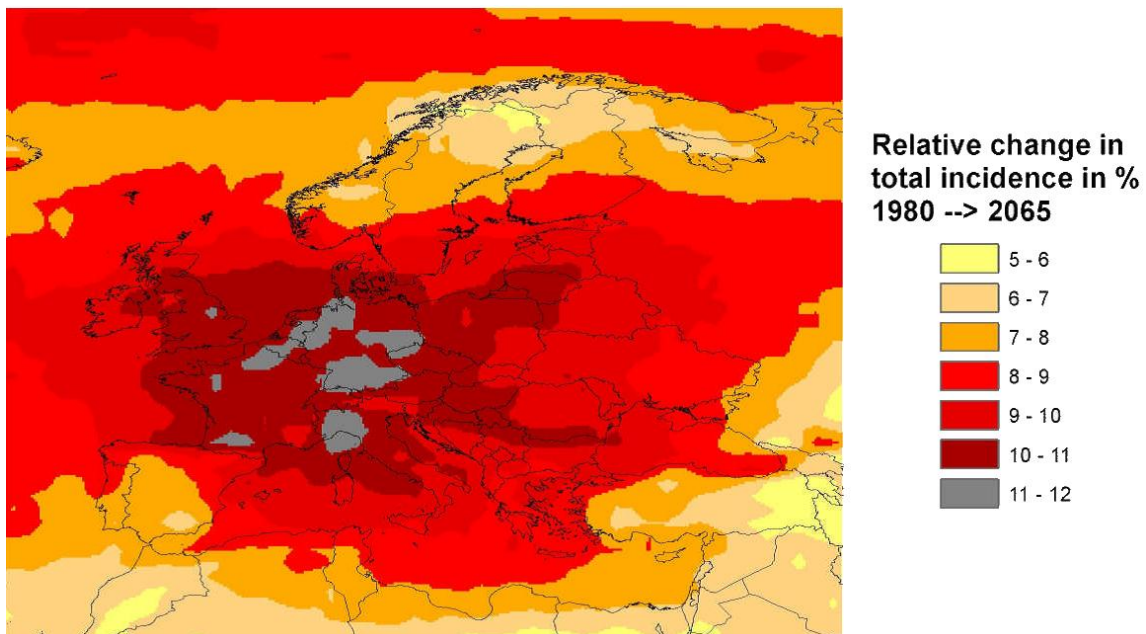 Relative change in
total incidence in %
1980 --> 2065
5 - 6
6 - 7
7 - 8
8 - 9
9 - 10
10 - 11
11 - 12